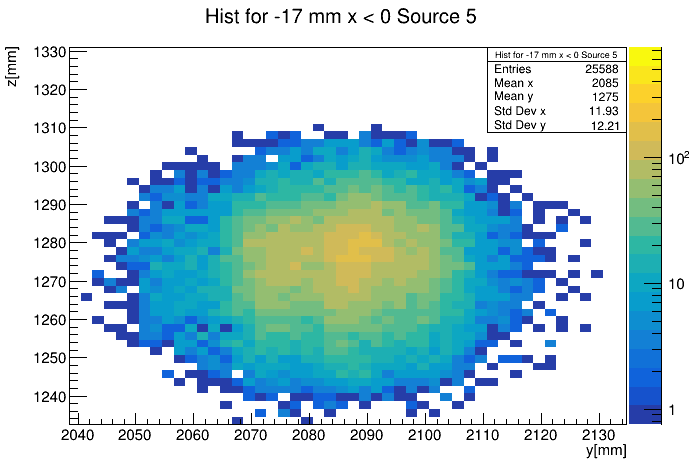 Hist for -17 mm x < 0 Source 5
z[mm]
1330
1320
1310
1300
1290
1280
1270
1260
1250
1240
Hist for -17 mm x < 0 Source 5
Entries 25588
Mean x 2085
Mean y 1275
Std Dev x 11.93
Std Dev y 12.21
10²
10
1
2040 2050 2060 2070 2080 2090 2100 2110 2120 2130
y[mm]